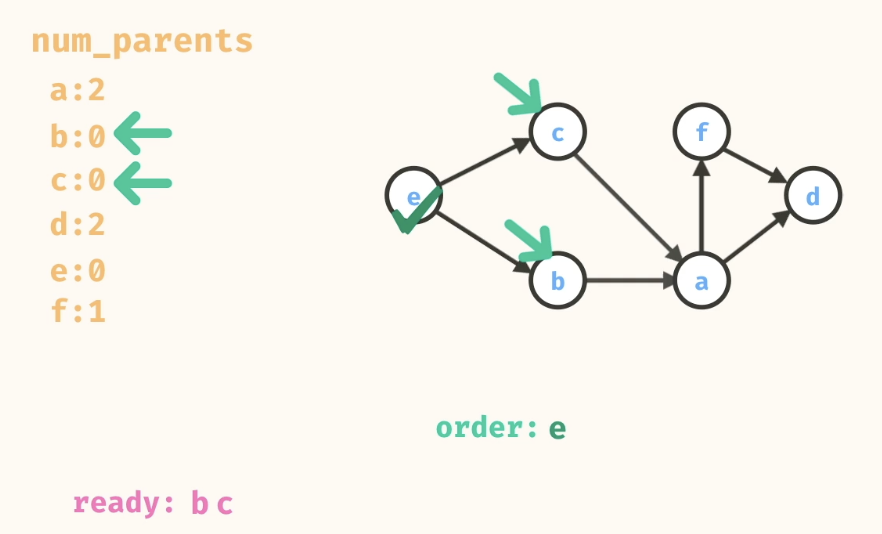 num_parents
a:2
b:0
c:0
d:2
e:0
f:1
c
f
e
d
b
a
order: e
ready: b c